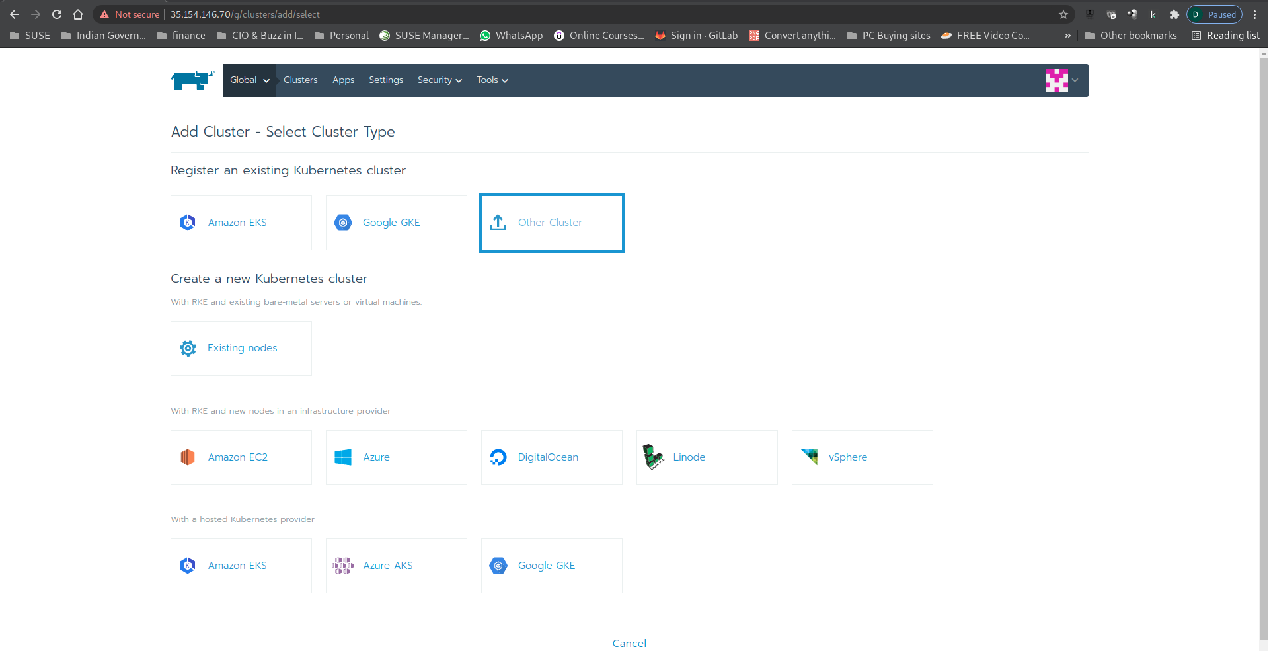 Not secure | 35.154.146.70/g/clusters/add/select
D Paused
SUSE Indian Govern... finance CIO & Buzz in I... Personal SUSE Manager... WhatsApp Online Courses... Sign in · GitLab Convert anythi... PC Buying sites FREE Video Co... » Other bookmarks Reading list
Global Clusters Apps Settings Security Tools
Add Cluster - Select Cluster Type
Register an existing Kubernetes cluster
Amazon EKS Google GKE Other Cluster
Create a new Kubernetes cluster
With RKE and existing bare-metal servers or virtual machines.
Existing nodes
With RKE and new nodes in an infrastructure provider
Amazon EC2 Azure DigitalOcean Linode vSphere
With a hosted Kubernetes provider
Amazon EKS Azure AKS Google GKE
Cancel